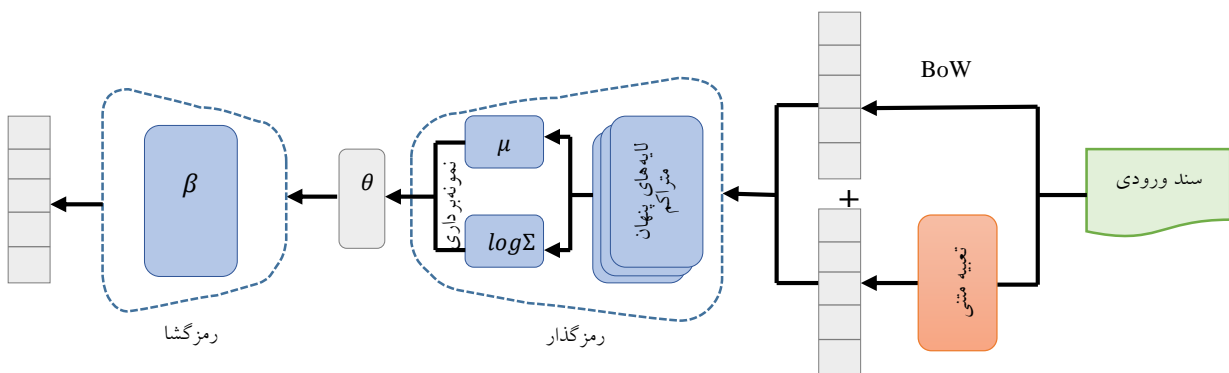 سند ورودی
BoW
تعبیه متنی
+
لایه‌های پنهان
متراکم
μ
logΣ
نمونه‌برداری
رمزگذار
θ
β
رمزگشا